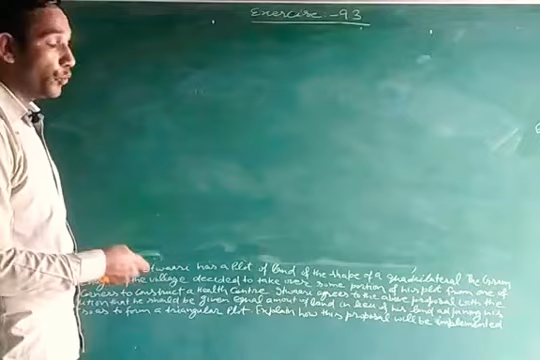 Exercise:-93
has a Plot of land of the shape of a quadrilateral The Gram
the village decided to take over some portion of his plot from one of
corners to construct a Health Centre Itwaari agrees to the above proposal with the
that he should be given equal amount of land in lieu of his land adjoining his
so as to form a triangular Plot Explain how this proposal will be implemented